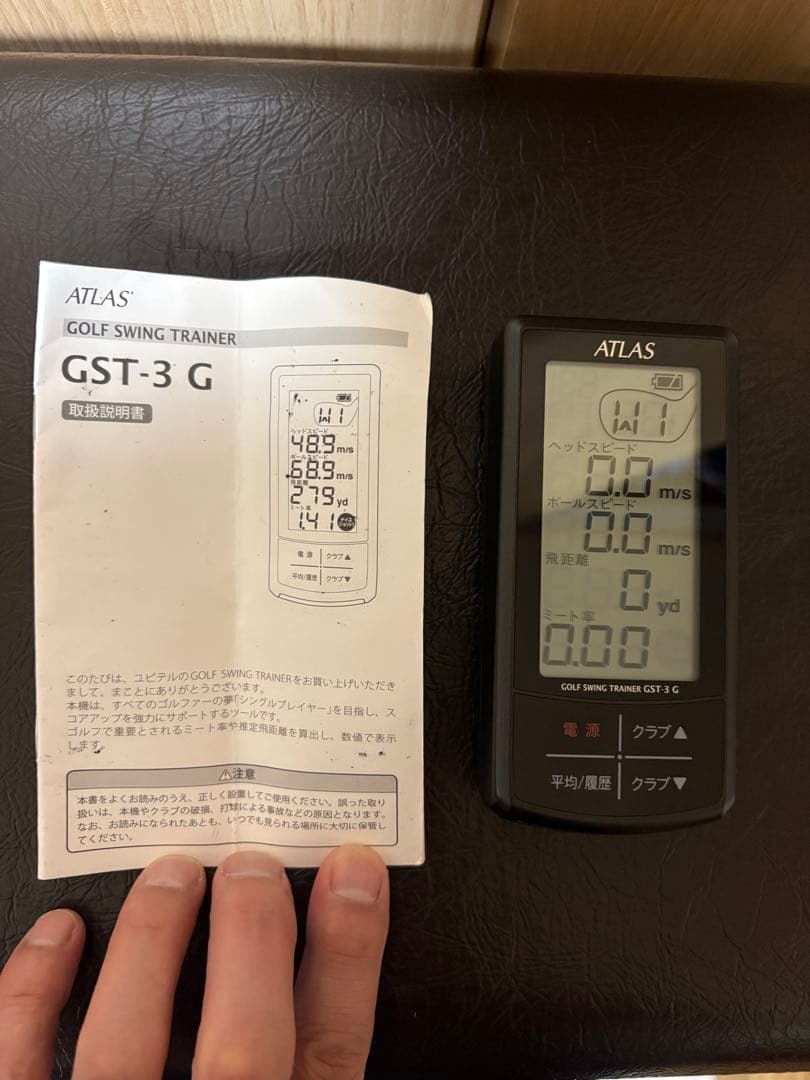 ATLAS
GOLF SWING TRAINER
GST-3 G
取扱説明書
W1
ヘッドスピード
48.9 m/s
ボールスピード
68.9 m/s
飛距離
279 yd
ミート率
1.41 ナイスショット!
電源 クラブ▲
平均/履歴 クラブ▼
このたびは、ユピテルのGOLF SWING TRAINERをお買い上げいただき
まして、まことにありがとうございます。
本機は、すべてのゴルファーの夢「シングルプレイヤー」を目指し、ス
コアアップを強力にサポートするツールです。
ゴルフで重要とされるミート率や推定飛距離を算出し、数値で表示
します。
⚠注意
本書をよくお読みのうえ、正しく設置してご使用ください。誤った取り
扱いは、本機やクラブの破損、打球による事故などの原因となります。
なお、お読みになられたあとも、いつでも見られる場所に大切に保管し
てください。
ATLAS
W1
ヘッドスピード
0.0 m/s
ボールスピード
0.0 m/s
飛距離
0 yd
ミート率
0.00
GOLF SWING TRAINER GST-3 G
電源 クラブ▲
平均/履歴 クラブ▼